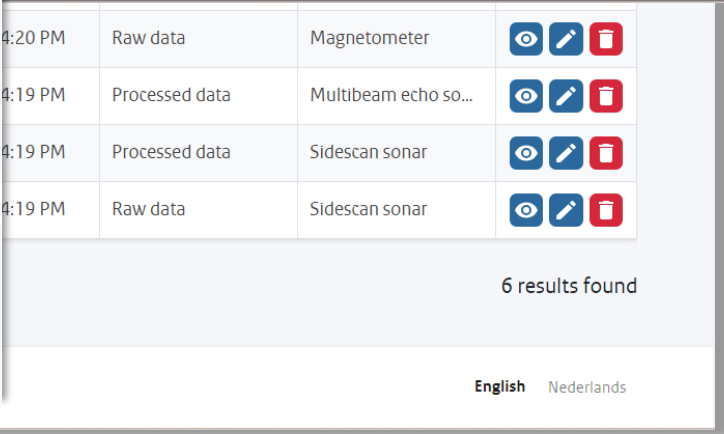 4:20 PM Raw data Magnetometer
4:19 PM Processed data Multibeam echo so...
4:19 PM Processed data Sidescan sonar
4:19 PM Raw data Sidescan sonar
6 results found
English Nederlands